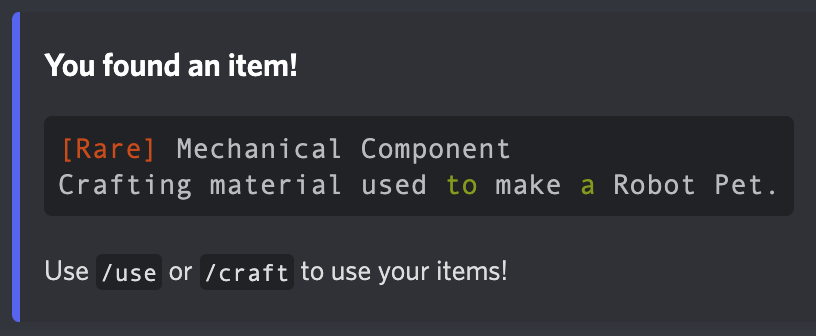 You found an item!
[Rare] Mechanical Component
Crafting material used to make a Robot Pet.
Use /use or /craft to use your items!